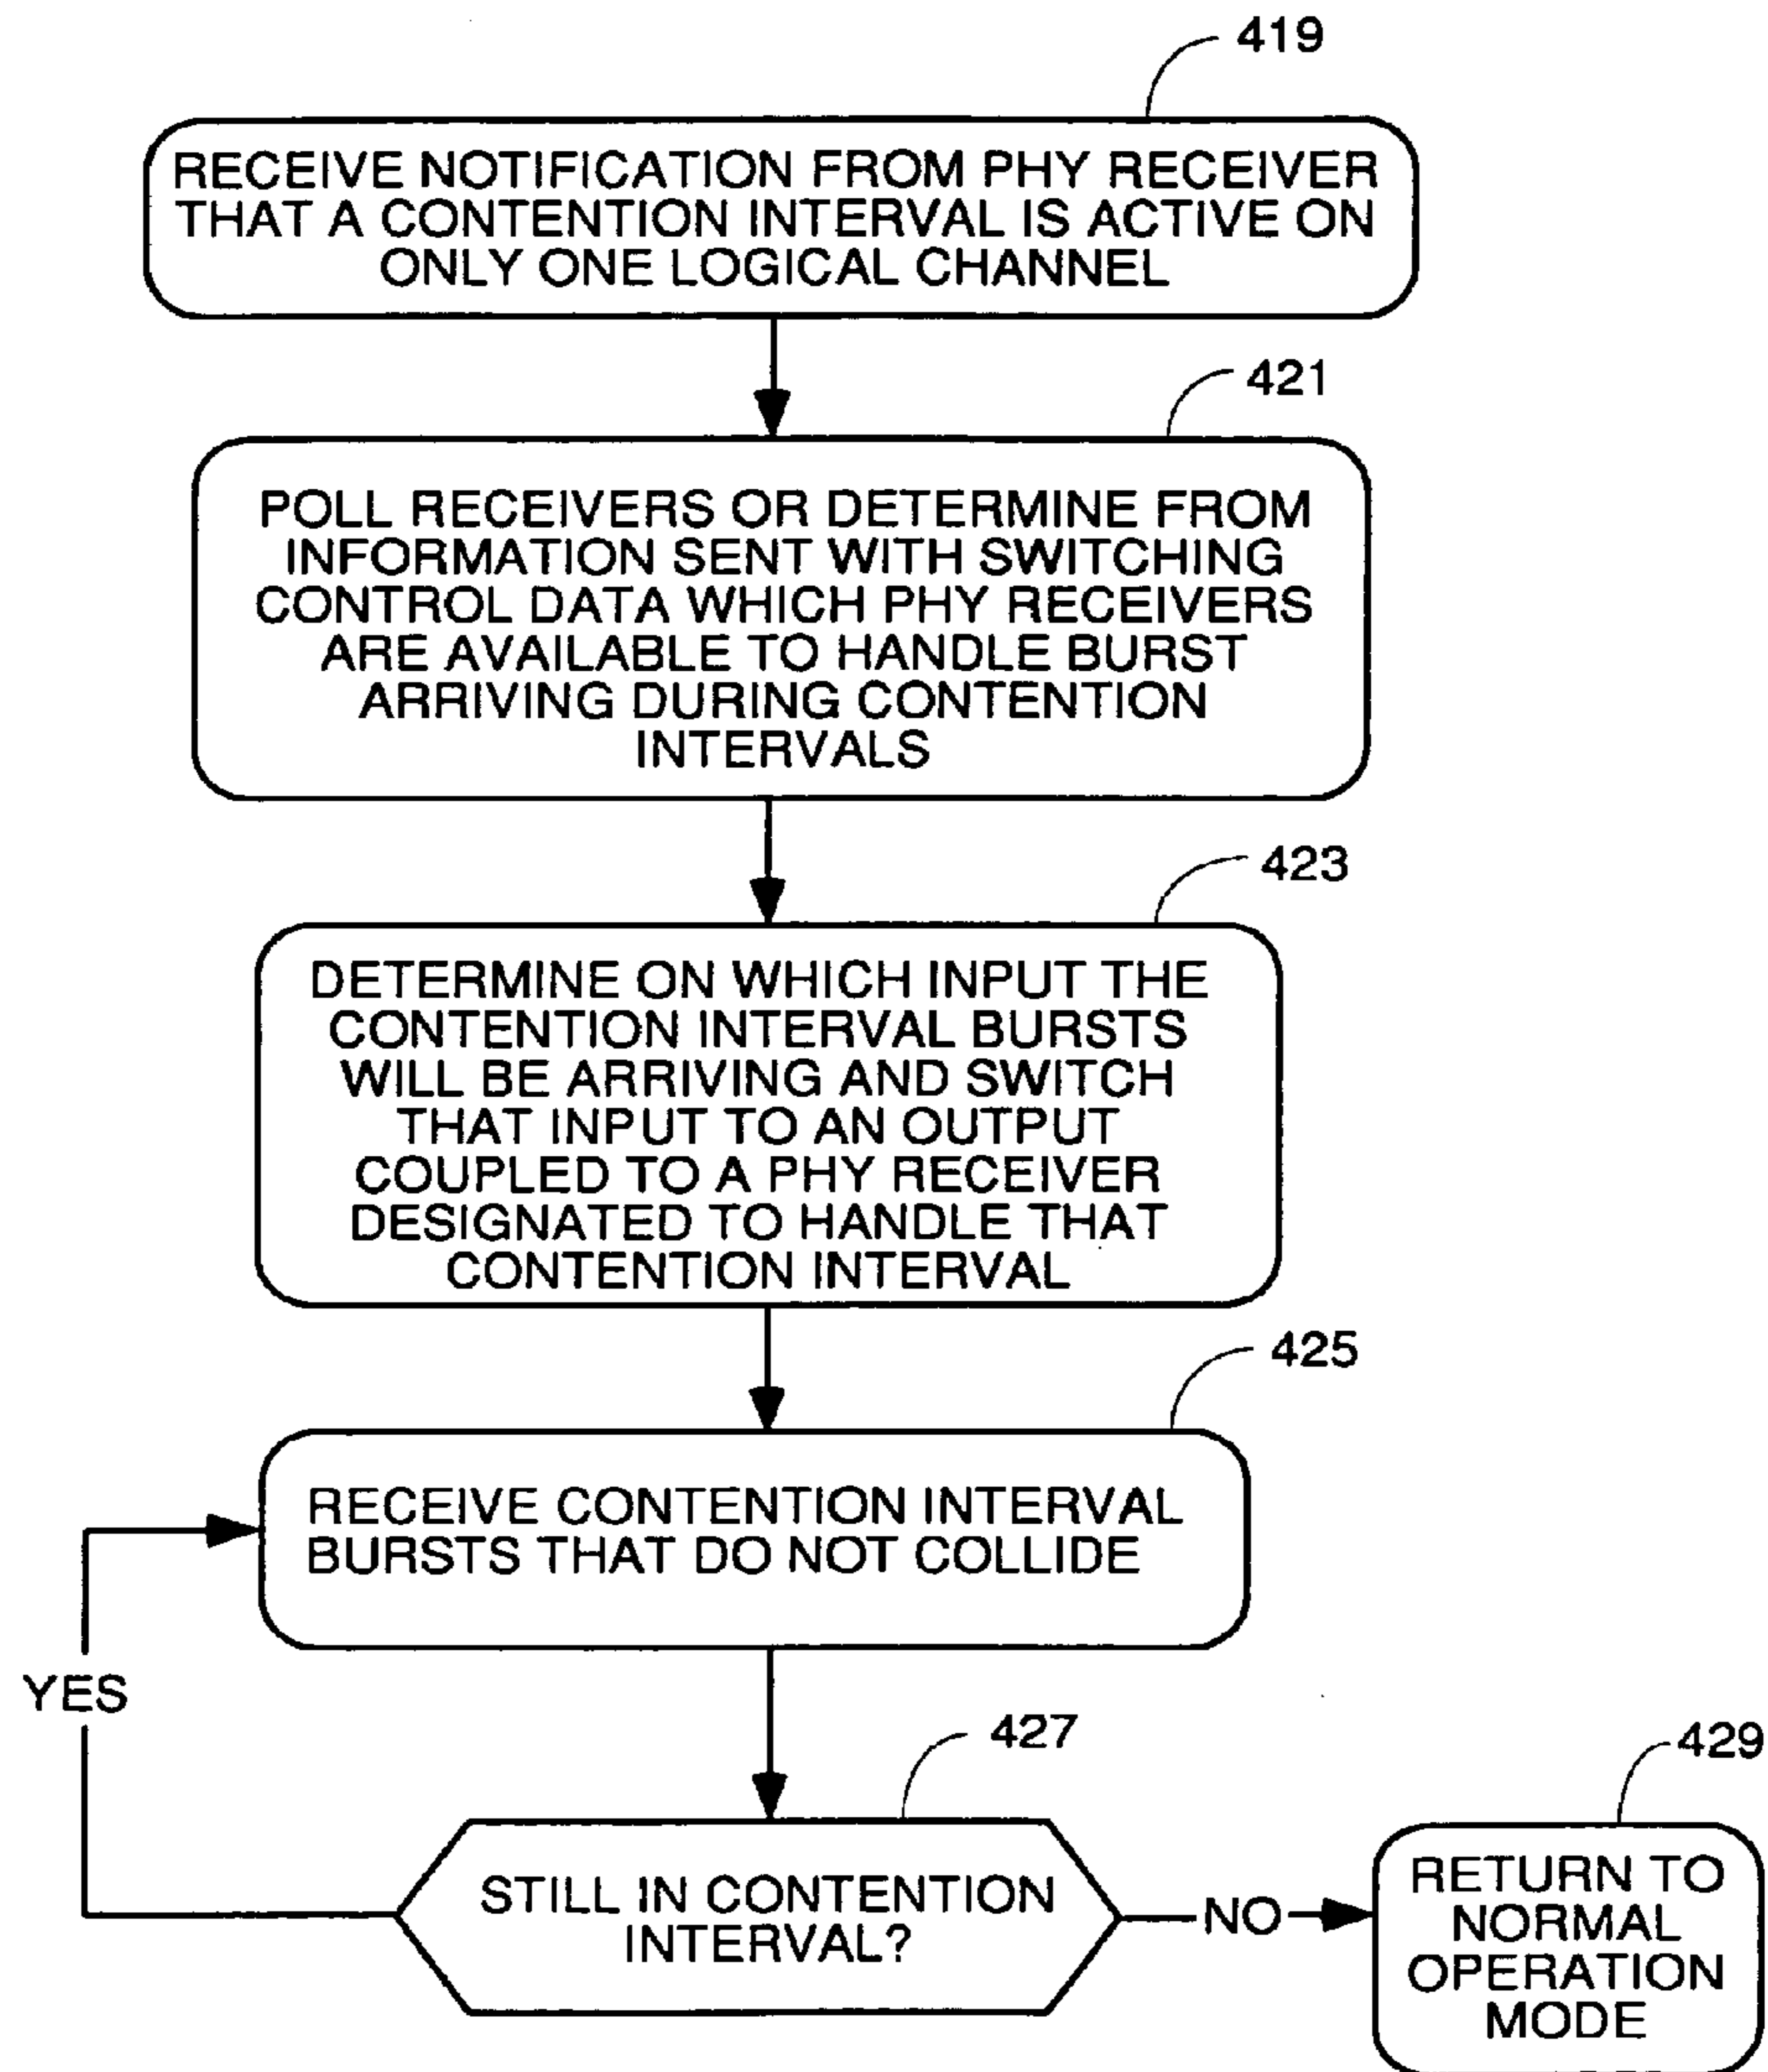 419
RECEIVE NOTIFICATION FROM PHY RECEIVER
THAT A CONTENTION INTERVAL IS ACTIVE ON
ONLY ONE LOGICAL CHANNEL
421
POLL RECEIVERS OR DETERMINE FROM
INFORMATION SENT WITH SWITCHING
CONTROL DATA WHICH PHY RECEIVERS
ARE AVAILABLE TO HANDLE BURST
ARRIVING DURING CONTENTION
INTERVALS
423
DETERMINE ON WHICH INPUT THE
CONTENTION INTERVAL BURSTS
WILL BE ARRIVING AND SWITCH
THAT INPUT TO AN OUTPUT
COUPLED TO A PHY RECEIVER
DESIGNATED TO HANDLE THAT
CONTENTION INTERVAL
425
RECEIVE CONTENTION INTERVAL
BURSTS THAT DO NOT COLLIDE
YES
427
STILL IN CONTENTION
INTERVAL?
NO
429
RETURN TO
NORMAL
OPERATION
MODE